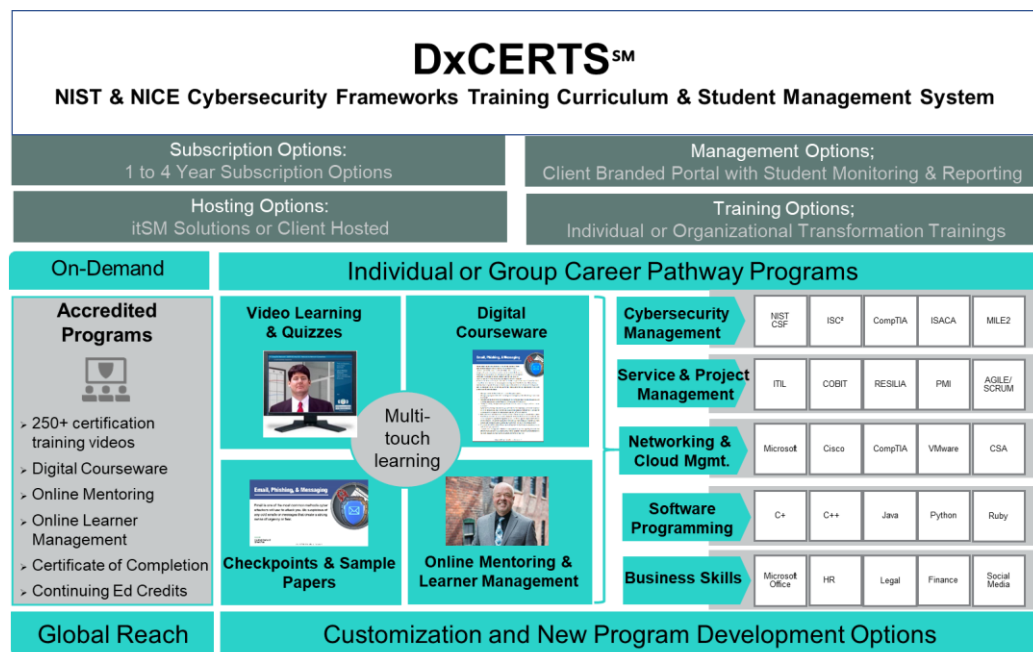 DxCERTS℠
NIST & NICE Cybersecurity Frameworks Training Curriculum & Student Management System
Subscription Options:
1 to 4 Year Subscription Options
Management Options;
Client Branded Portal with Student Monitoring & Reporting
Hosting Options:
itSM Solutions or Client Hosted
Training Options;
Individual or Organizational Transformation Trainings
On-Demand
Individual or Group Career Pathway Programs
Accredited
Programs
➢ 250+ certification
training videos
➢ Digital Courseware
➢ Online Mentoring
➢ Online Learner
Management
➢ Certificate of Completion
➢ Continuing Ed Credits
Video Learning
& Quizzes
Digital
Courseware
Email, Phishing, & Messaging
Multi-
touch
learning
Email, Phishing, & Messaging
Checkpoints & Sample
Papers
Online Mentoring &
Learner Management
Cybersecurity
Management
NIST
CSF
ISC²
CompTIA
ISACA
MILE2
Service & Project
Management
ITIL
COBIT
RESILIA
PMI
AGILE/
SCRUM
Networking &
Cloud Mgmt.
Microsoft
Cisco
CompTIA
VMware
CSA
Software
Programming
C+
C++
Java
Python
Ruby
Business Skills
Microsoft
Office
HR
Legal
Finance
Social
Media
Global Reach
Customization and New Program Development Options